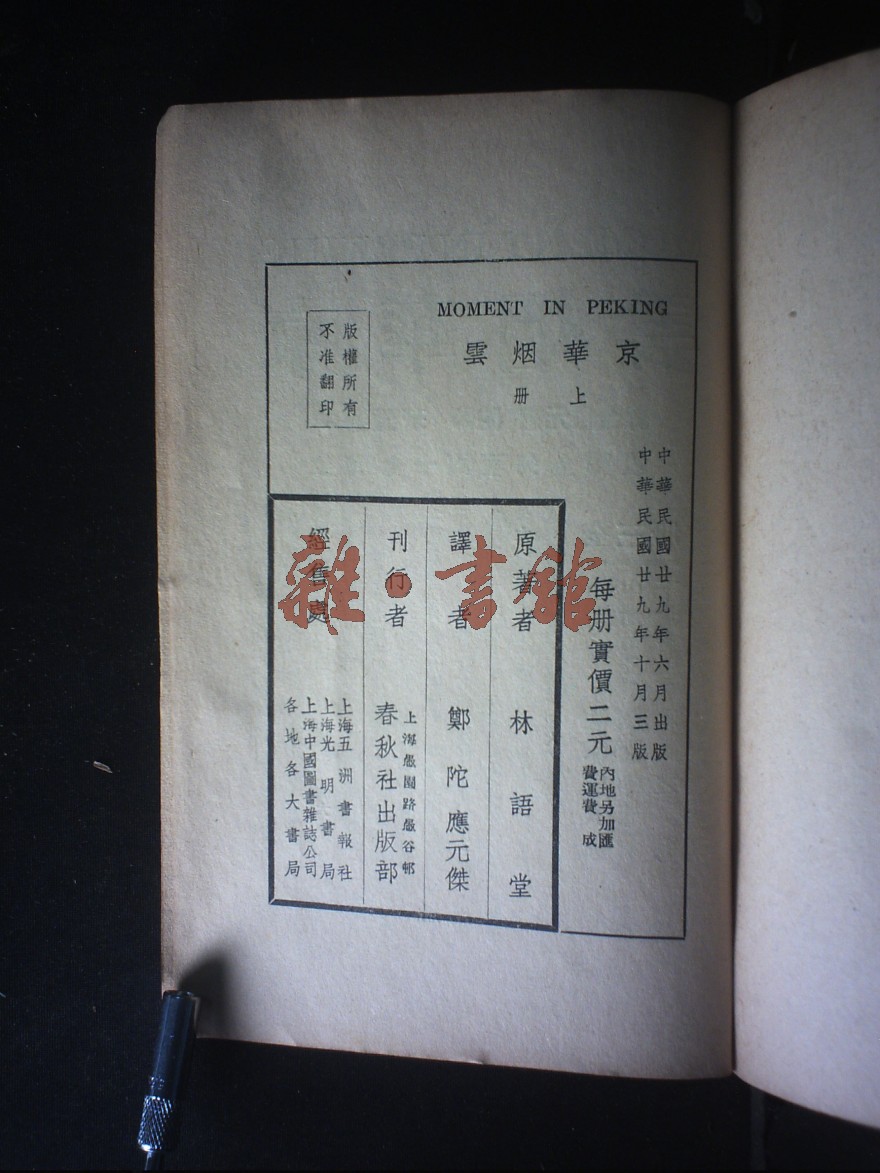 MOMENT IN PEKING
京華烟雲
上册
版權所有
不准翻印
中華民國廿九年六月出版
中華民國廿九年十月三版
每册實價二元
內地另加匯
費運費 成
原著者 林語堂
譯者 鄭陀 應元傑
刊行者
上海愚園路愚谷邨
春秋社出版部
經售處
上海五洲書報社
上海光明書局
上海中國圖書雜誌公司
各地各大書局
雜·書館